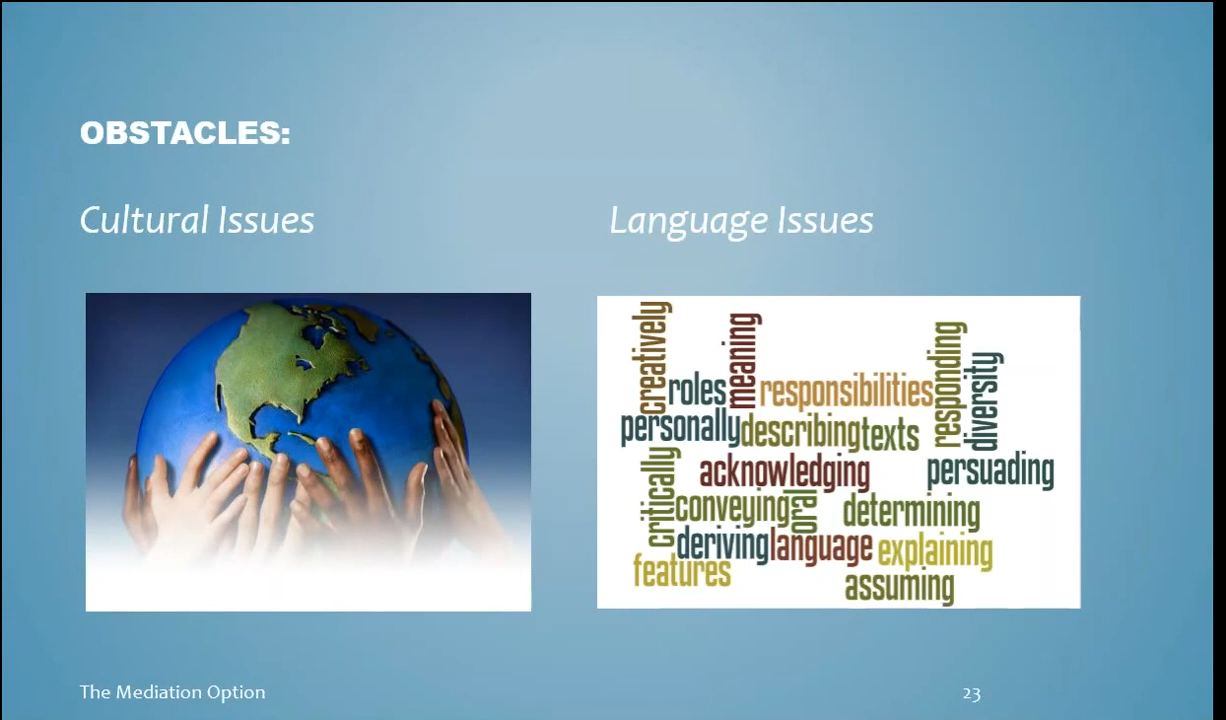 OBSTACLES:
Cultural Issues
Language Issues
creatively
meaning
responding
diversity
roles
responsibilities
personally
describing
texts
acknowledging
persuading
critically
conveying
oral
determining
deriving
language
explaining
features
assuming
The Mediation Option
23